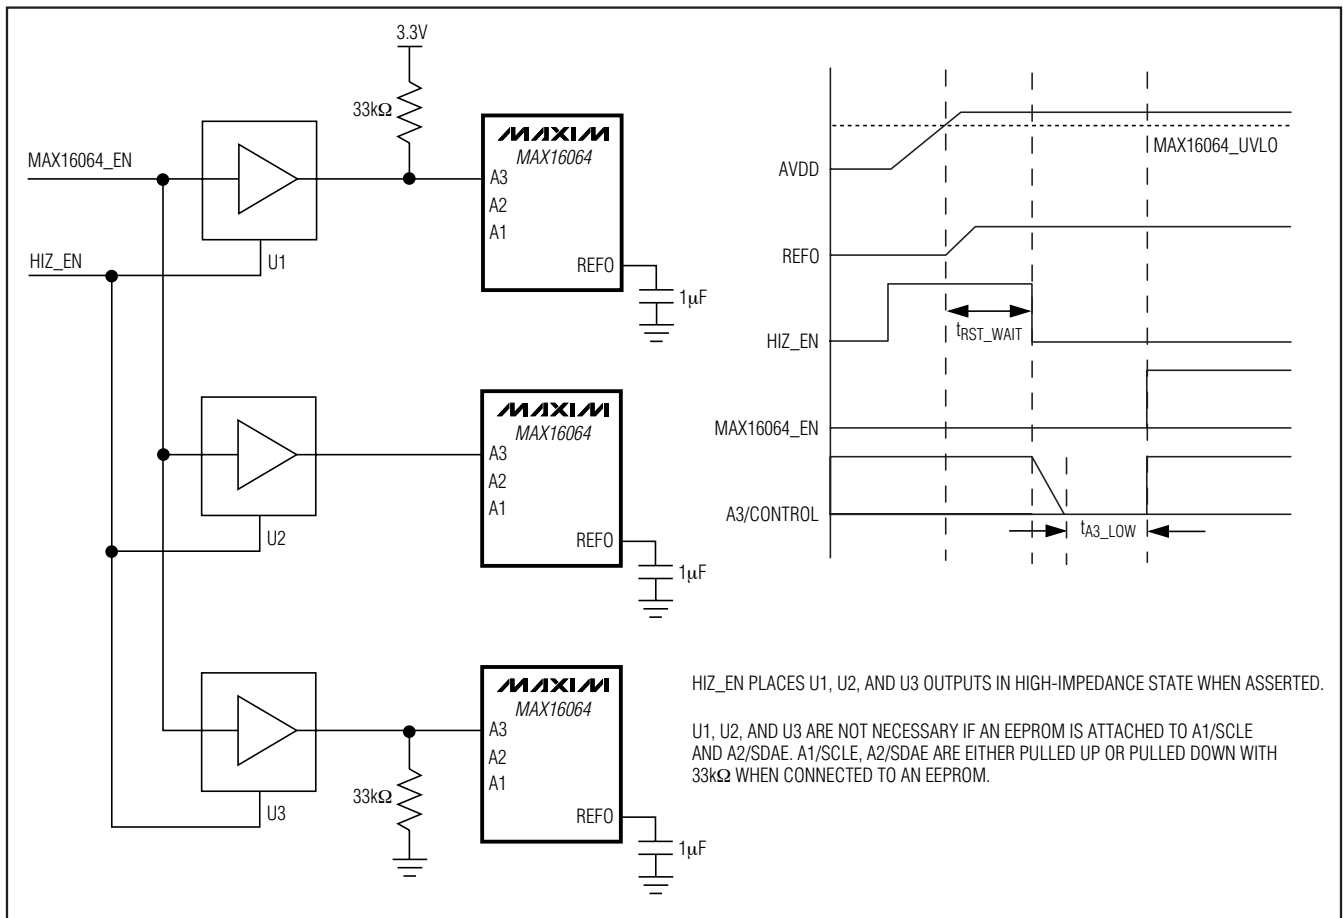 3.3V
33kΩ
MAXIM
MAX16064
MAX16064_EN
A3
A2
A1
HIZ_EN
U1
REFO
1µF
MAXIM
MAX16064
A3
A2
A1
U2
REFO
1µF
MAXIM
MAX16064
A3
A2
A1
33kΩ
U3
REFO
1µF
MAX16064_UVLO
AVDD
REFO
tRST_WAIT
HIZ_EN
MAX16064_EN
A3/CONTROL
tA3_LOW
HIZ_EN PLACES U1, U2, AND U3 OUTPUTS IN HIGH-IMPEDANCE STATE WHEN ASSERTED.
U1, U2, AND U3 ARE NOT NECESSARY IF AN EEPROM IS ATTACHED TO A1/SCLE
AND A2/SDAE. A1/SCLE, A2/SDAE ARE EITHER PULLED UP OR PULLED DOWN WITH
33kΩ WHEN CONNECTED TO AN EEPROM.